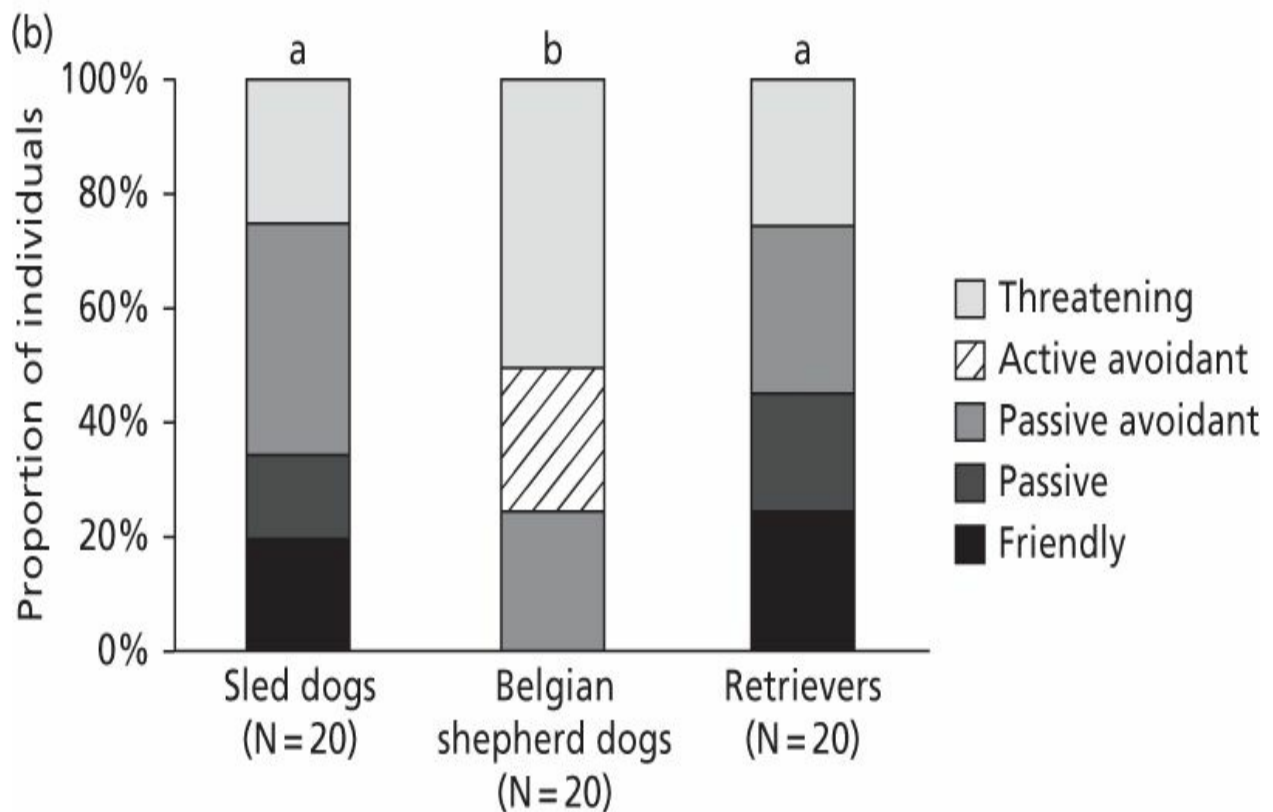 (b)
a b a
100%
80%
60%
40%
20%
0%
Proportion of individuals
Sled dogs
(N = 20)
Belgian
shepherd dogs
(N = 20)
Retrievers
(N = 20)
Threatening
Active avoidant
Passive avoidant
Passive
Friendly